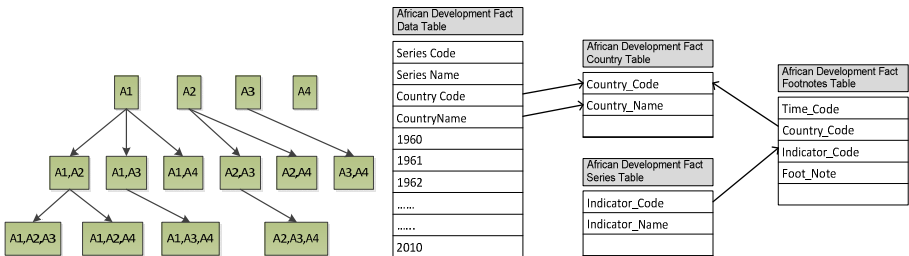 A1
A2
A3
A4
A1,A2
A1,A3
A1,A4
A2,A3
A2,A4
A3,A4
A1,A2,A3
A1,A2,A4
A1,A3,A4
A2,A3,A4
African Development Fact
Data Table
Series Code
Series Name
Country Code
CountryName
1960
1961
1962
......
......
2010
African Development Fact
Country Table
Country_Code
Country_Name
African Development Fact
Series Table
Indicator_Code
Indicator_Name
African Development Fact
Footnotes Table
Time_Code
Country_Code
Indicator_Code
Foot_Note